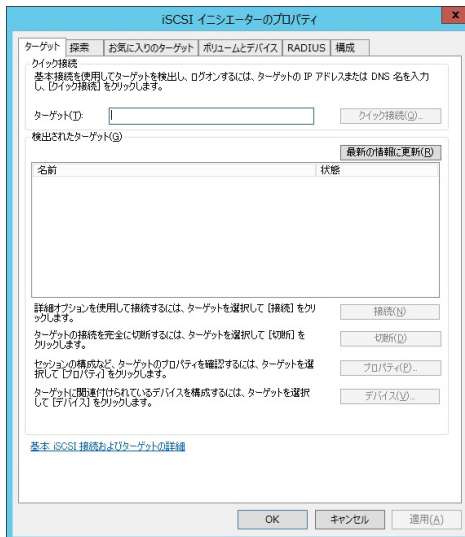 iSCSI イニシエーターのプロパティ
x
ターゲット 探索 お気に入りのターゲット ボリュームとデバイス RADIUS 構成
クイック接続
基本接続を使用してターゲットを検出し、ログオンするには、ターゲットの IP アドレスまたは DNS 名を入力
し、[クイック接続] をクリックします。
ターゲット(T):
クイック接続(Q)...
検出されたターゲット(G)
最新の情報に更新(R)
名前 状態
詳細オプションを使用して接続するには、ターゲットを選択して [接続] をクリ
ックします。
接続(N)
ターゲットの接続を完全に切断するには、ターゲットを選択して [切断] を
クリックします。
切断(D)
セッションの構成など、ターゲットのプロパティを確認するには、ターゲットを選
択して [プロパティ] をクリックします。
プロパティ(P)...
ターゲットに関連付けられているデバイスを構成するには、ターゲットを選択
して [デバイス] をクリックします。
デバイス(V)...
基本 iSCSI 接続およびターゲットの詳細
OK キャンセル 適用(A)